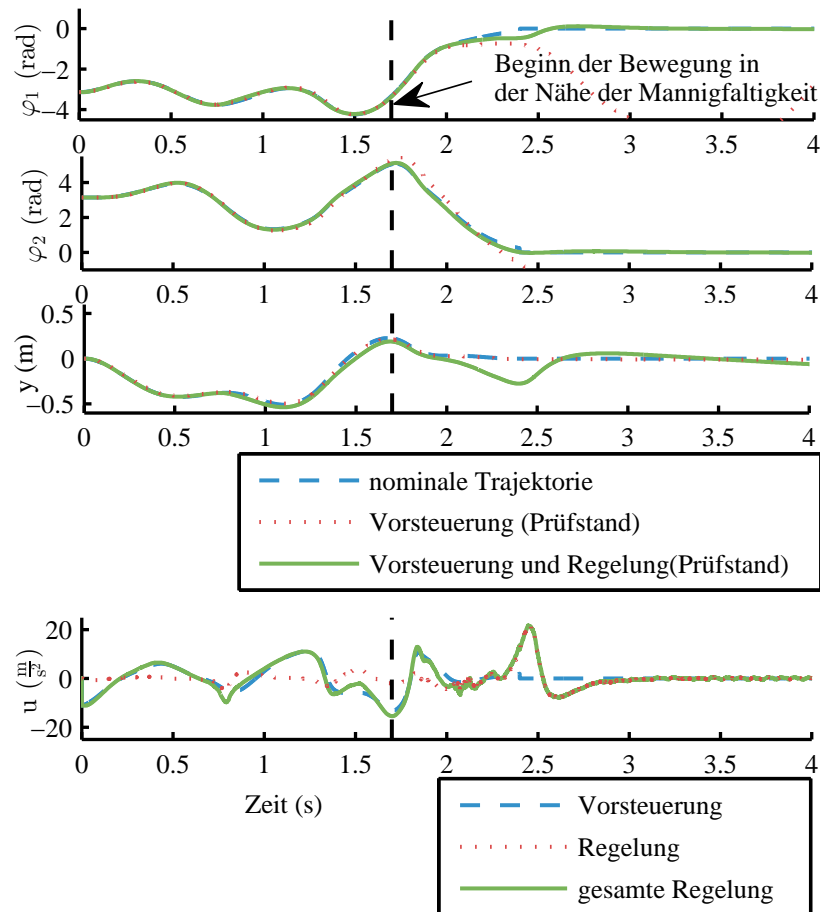 0
−2
−4
φ1 (rad)
Beginn der Bewegung in
der Nähe der Mannigfaltigkeit
0 0.5 1 1.5 2 2.5 3 3.5 4
4
2
0
φ2 (rad)
0 0.5 1 1.5 2 2.5 3 3.5 4
0.5
0
−0.5
y (m)
0 0.5 1 1.5 2 2.5 3 3.5 4
nominale Trajektorie
Vorsteuerung (Prüfstand)
Vorsteuerung und Regelung(Prüfstand)
20
0
−20
u (m/s²)
0 0.5 1 1.5 2 2.5 3 3.5 4
Zeit (s)
Vorsteuerung
Regelung
gesamte Regelung